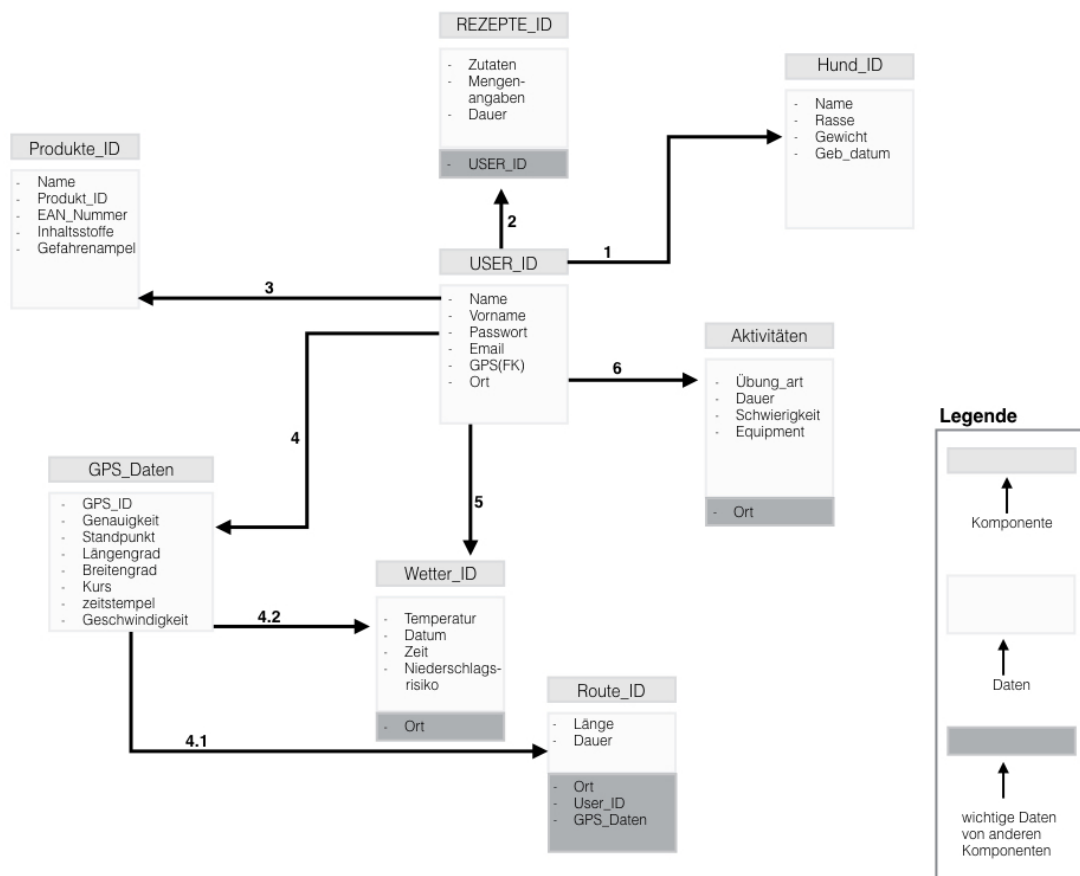 REZEPTE_ID
- Zutaten
- Mengen-
angaben
- Dauer
- USER_ID
Hund_ID
- Name
- Rasse
- Gewicht
- Geb_datum
Produkte_ID
- Name
- Produkt_ID
- EAN_Nummer
- Inhaltsstoffe
- Gefahrenampel
2
1
3
USER_ID
- Name
- Vorname
- Passwort
- Email
- GPS(FK)
- Ort
6
Aktivitäten
- Übung_art
- Dauer
- Schwierigkeit
- Equipment
- Ort
4
5
GPS_Daten
- GPS_ID
- Genauigkeit
- Standpunkt
- Längengrad
- Breitengrad
- Kurs
- zeitstempel
- Geschwindigkeit
4.2
Wetter_ID
- Temperatur
- Datum
- Zeit
- Niederschlags-
risiko
- Ort
4.1
Route_ID
- Länge
- Dauer
- Ort
- User_ID
- GPS_Daten
Legende
Komponente
Daten
wichtige Daten
von anderen
Komponenten